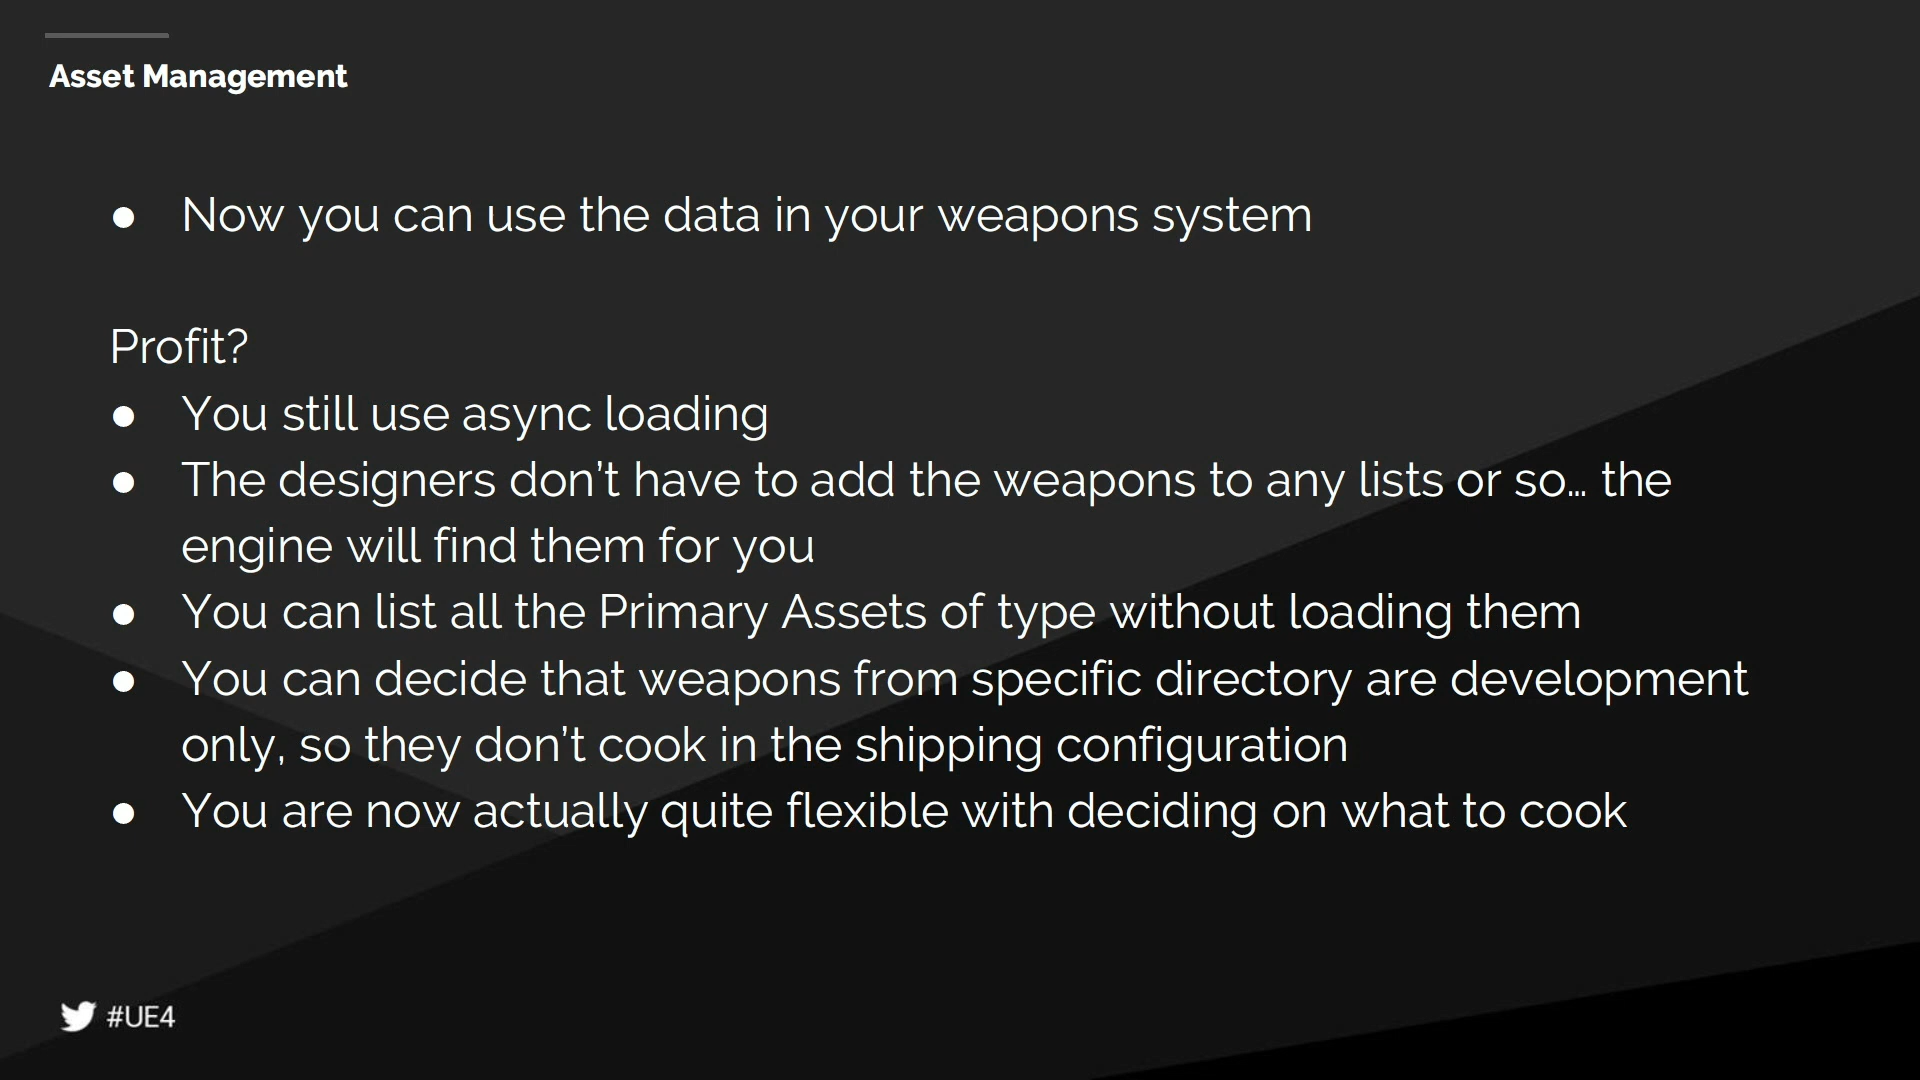 Asset Management
● Now you can use the data in your weapons system
Profit?
● You still use async loading
● The designers don’t have to add the weapons to any lists or so… the
engine will find them for you
● You can list all the Primary Assets of type without loading them
● You can decide that weapons from specific directory are development
only, so they don’t cook in the shipping configuration
● You are now actually quite flexible with deciding on what to cook
#UE4